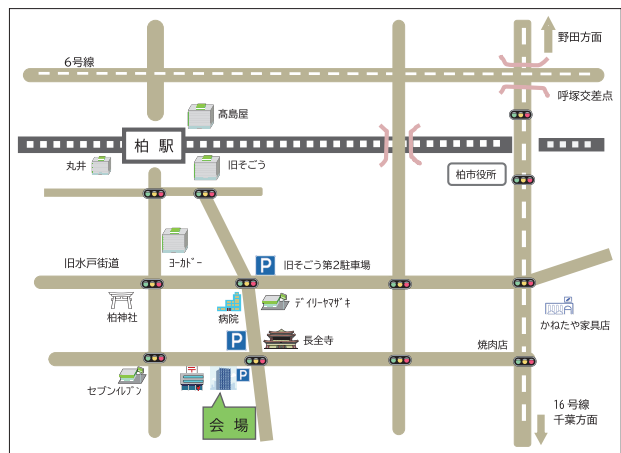 野田方面
6号線
呼塚交差点
髙島屋
柏 駅
丸井
旧そごう
柏市役所
ﾖｰｶﾄﾞｰ
旧水戸街道
P
旧そごう第2駐車場
柏神社
病院
ﾃﾞｲﾘｰﾔﾏｻﾞｷ
かねたや家具店
P
長全寺
焼肉店
セブンイレブン
P
会 場
16号線
千葉方面